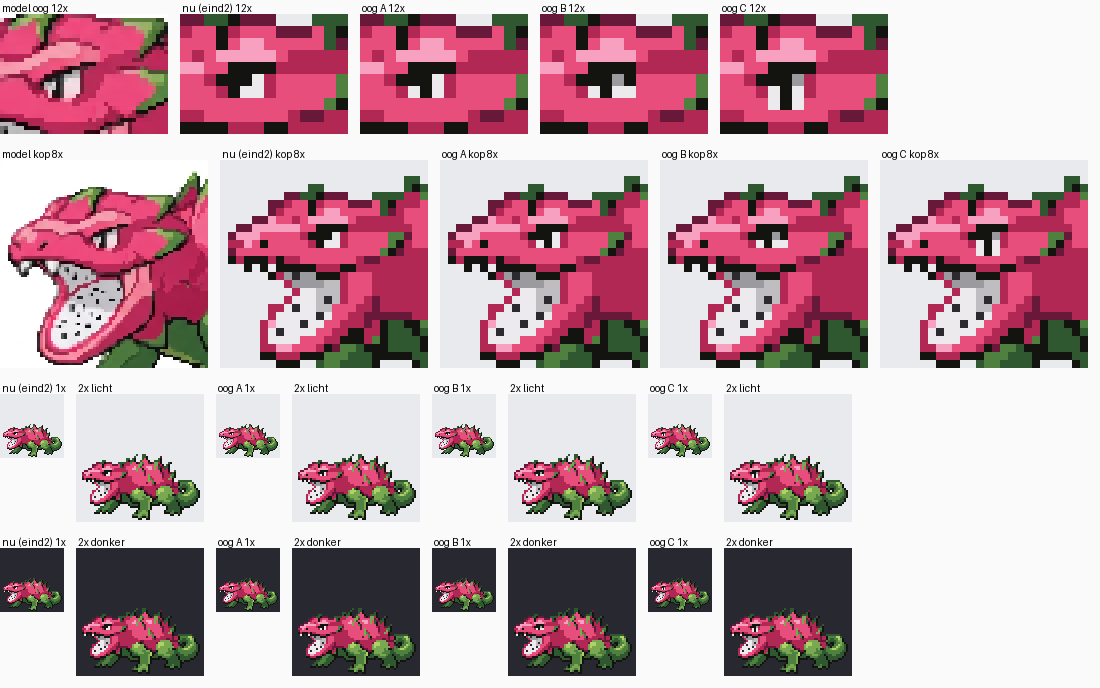 model oog 12x nu (eind2) 12x oog A 12x oog B 12x oog C 12x
model kop 8x nu (eind2) kop 8x oog A kop 8x oog B kop 8x oog C kop 8x
nu (eind2) 1x 2x licht oog A 1x 2x licht oog B 1x 2x licht oog C 1x 2x licht
nu (eind2) 1x 2x donker oog A 1x 2x donker oog B 1x 2x donker oog C 1x 2x donker